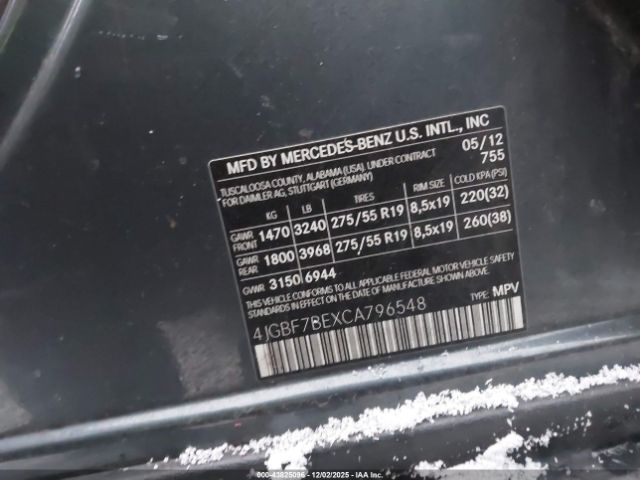 MFD BY MERCEDES-BENZ U.S. INTL., INC
TUSCALOOSA COUNTY, ALABAMA (USA), UNDER CONTRACT 05/12
FOR DAIMLER AG, STUTTGART (GERMANY) 755
KG LB TIRES RIM SIZE COLD KPA (PSI)
GAWR FRONT 1470 3240 275/55 R19 8,5x19 220(32)
GAWR REAR 1800 3968 275/55 R19 8,5x19 260(38)
GVWR 3150 6944
THIS VEHICLE CONFORMS TO ALL APPLICABLE FEDERAL MOTOR VEHICLE SAFETY
STANDARDS IN EFFECT ON THE DATE OF MANUFACTURE SHOWN ABOVE.
4JGBF7BEXCA796548 TYPE: MPV
000-43825096 - 12/02/2025 - IAAI.COM